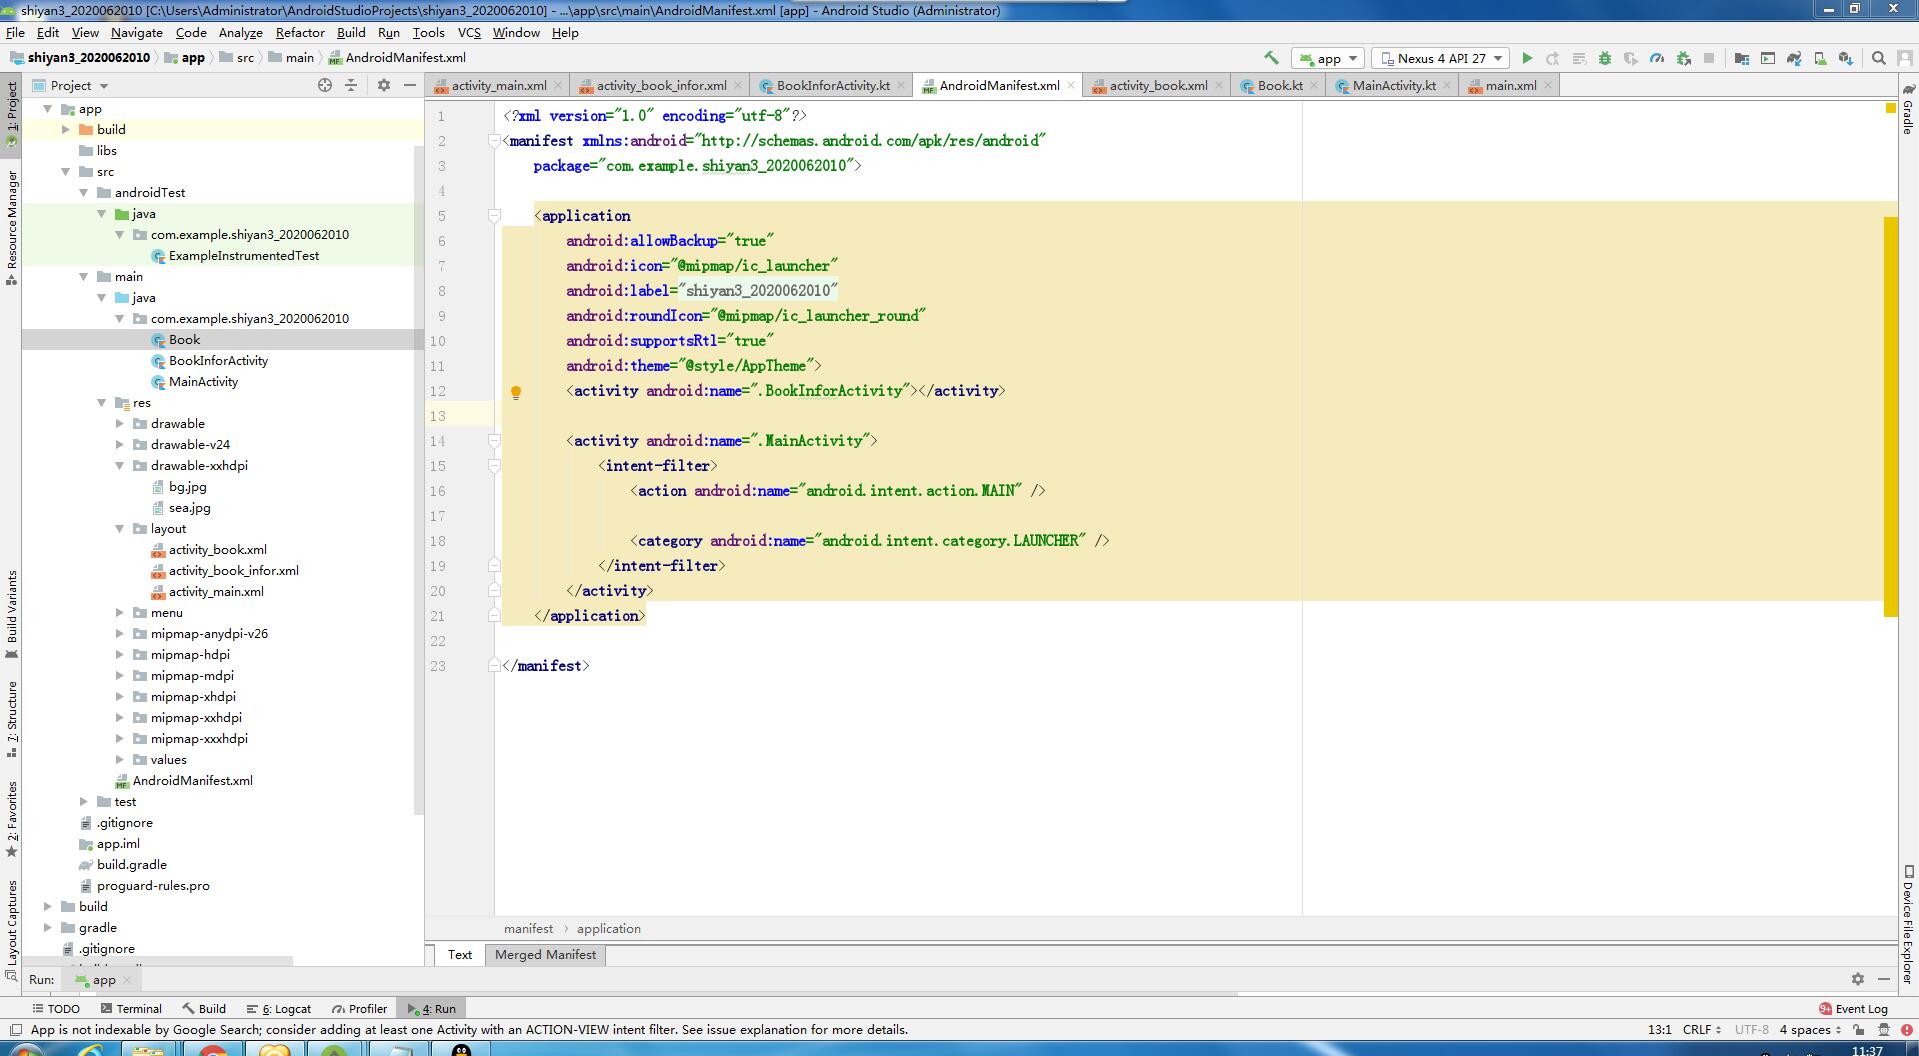 shiyan3_2020062010 [C:\Users\Administrator\AndroidStudioProjects\shiyan3_2020062010] - ...\app\src\main\AndroidManifest.xml [app] - Android Studio (Administrator)
File Edit View Navigate Code Analyze Refactor Build Run Tools VCS Window Help
shiyan3_2020062010 app src main AndroidManifest.xml app Nexus 4 API 27
1: Project
Resource Manager
Build Variants
7: Structure
2: Favorites
Layout Captures
Project
app
build
libs
src
androidTest
java
com.example.shiyan3_2020062010
ExampleInstrumentedTest
main
java
com.example.shiyan3_2020062010
Book
BookInforActivity
MainActivity
res
drawable
drawable-v24
drawable-xxhdpi
bg.jpg
sea.jpg
layout
activity_book.xml
activity_book_infor.xml
activity_main.xml
menu
mipmap-anydpi-v26
mipmap-hdpi
mipmap-mdpi
mipmap-xhdpi
mipmap-xxhdpi
mipmap-xxxhdpi
values
AndroidManifest.xml
test
.gitignore
app.iml
build.gradle
proguard-rules.pro
build
gradle
.gitignore
activity_main.xml activity_book_infor.xml BookInforActivity.kt AndroidManifest.xml activity_book.xml Book.kt MainActivity.kt main.xml
1 <?xml version="1.0" encoding="utf-8"?>
2 <manifest xmlns:android="http://schemas.android.com/apk/res/android"
3 package="com.example.shiyan3_2020062010">
4
5 <application
6 android:allowBackup="true"
7 android:icon="@mipmap/ic_launcher"
8 android:label="shiyan3_2020062010"
9 android:roundIcon="@mipmap/ic_launcher_round"
10 android:supportsRtl="true"
11 android:theme="@style/AppTheme">
12 <activity android:name=".BookInforActivity"></activity>
13
14 <activity android:name=".MainActivity">
15 <intent-filter>
16 <action android:name="android.intent.action.MAIN" />
17
18 <category android:name="android.intent.category.LAUNCHER" />
19 </intent-filter>
20 </activity>
21 </application>
22
23 </manifest>
manifest application
Text Merged Manifest
Gradle
Device File Explorer
Run: app
TODO Terminal Build 6: Logcat Profiler 4: Run 9+ Event Log
App is not indexable by Google Search; consider adding at least one Activity with an ACTION-VIEW intent filter. See issue explanation for more details. 13:1 CRLF UTF-8 4 spaces
11:37